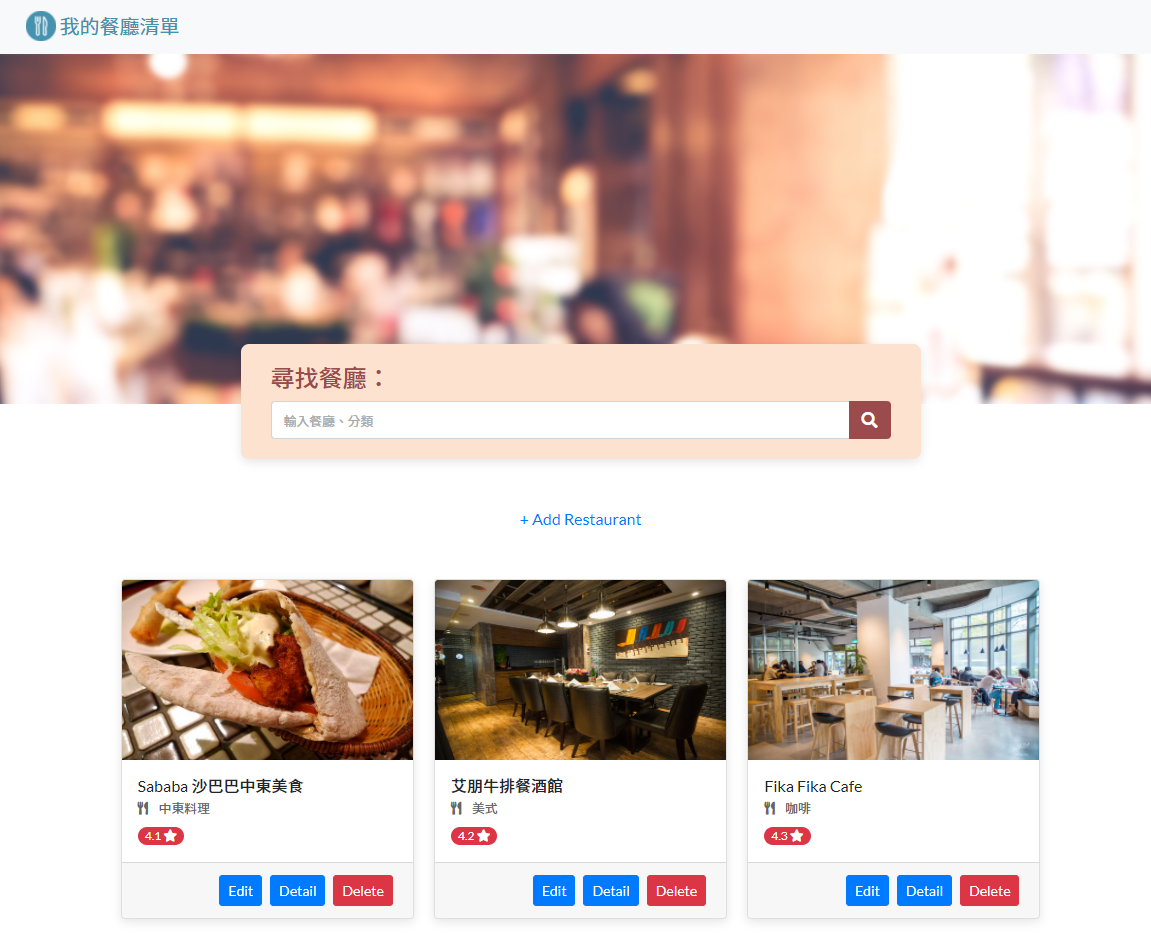 我的餐廳清單
尋找餐廳：
輸入餐廳、分類
+ Add Restaurant
Sababa 沙巴巴中東美食
中東料理
4.1
Edit Detail Delete
艾朋牛排餐酒館
美式
4.2
Edit Detail Delete
Fika Fika Cafe
咖啡
4.3
Edit Detail Delete